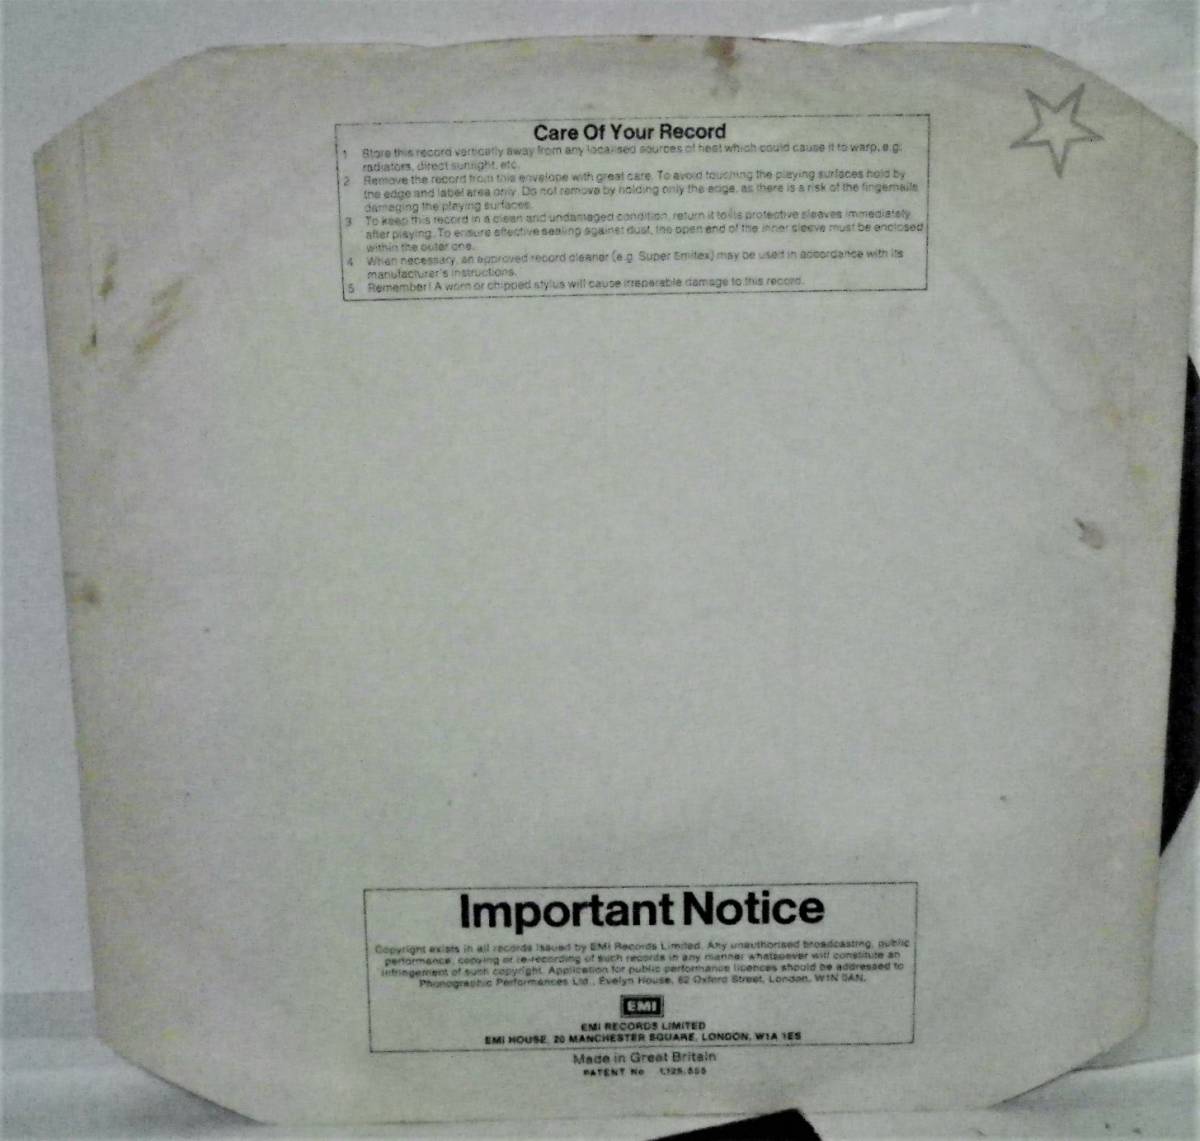 Care Of Your Record
1 Store this record vertically away from any localised sources of heat which could cause it to warp, e.g.
radiators, direct sunlight, etc.
2 Remove the record from this envelope with great care. To avoid touching the playing surfaces hold by
the edge and label area only. Do not remove by holding only the edge, as there is a risk of the fingernails
damaging the playing surfaces.
3 To keep this record in a clean and undamaged condition, return it to its protective sleeves immediately
after playing. To ensure effective sealing against dust, the open end of the inner sleeve must be enclosed
within the outer one.
4 When necessary, an approved record cleaner (e.g. Super Emitex) may be used in accordance with its
manufacturer's instructions.
5 Remember! A worn or chipped stylus will cause irreparable damage to this record.
Important Notice
Copyright exists in all records issued by EMI Records Limited. Any unauthorised broadcasting, public
performance, copying or re-recording of such records in any manner whatsoever will constitute an
infringement of such copyright. Application for public performance licences should be addressed to
Phonographic Performances Ltd., Evelyn House, 62 Oxford Street, London, W1N 0AN.
EMI
EMI RECORDS LIMITED
EMI HOUSE, 20 MANCHESTER SQUARE, LONDON, W1A 1ES
Made in Great Britain
PATENT No